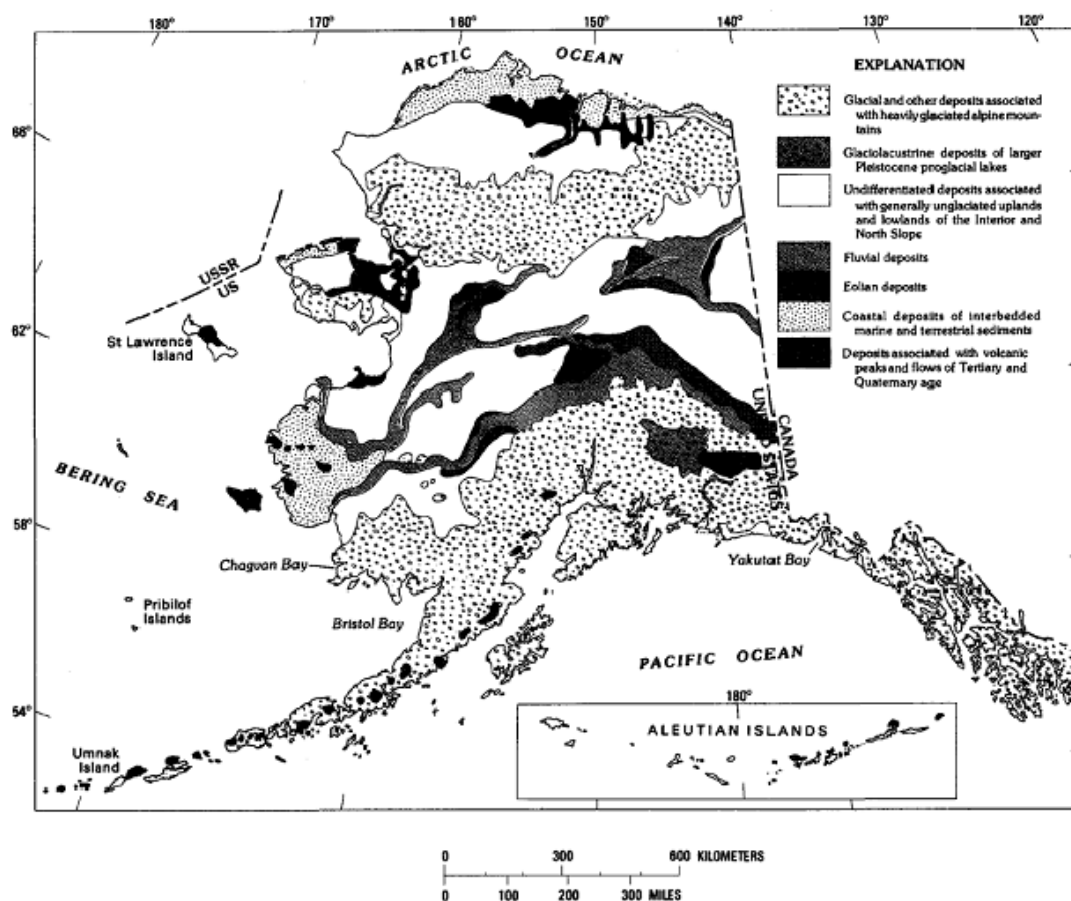 180°
170°
160°
150°
140°
130°
120°
ARCTIC OCEAN
66°
62°
58°
54°
EXPLANATION
Glacial and other deposits associated
with heavily glaciated alpine moun-
tains
Glaciolacustrine deposits of larger
Pleistocene proglacial lakes
Undifferentiated deposits associated
with generally unglaciated uplands
and lowlands of the Interior and
North Slope
Fluvial deposits
Eolian deposits
Coastal deposits of interbedded
marine and terrestrial sediments
Deposits associated with volcanic
peaks and flows of Tertiary and
Quaternary age
USSR
US
St Lawrence
Island
CANADA
UNITED STATES
BERING SEA
Chaguan Bay
Yakutat Bay
Pribilof
Islands
Bristol Bay
PACIFIC OCEAN
180°
ALEUTIAN ISLANDS
Umnak
Island
0 300 600 KILOMETERS
0 100 200 300 MILES